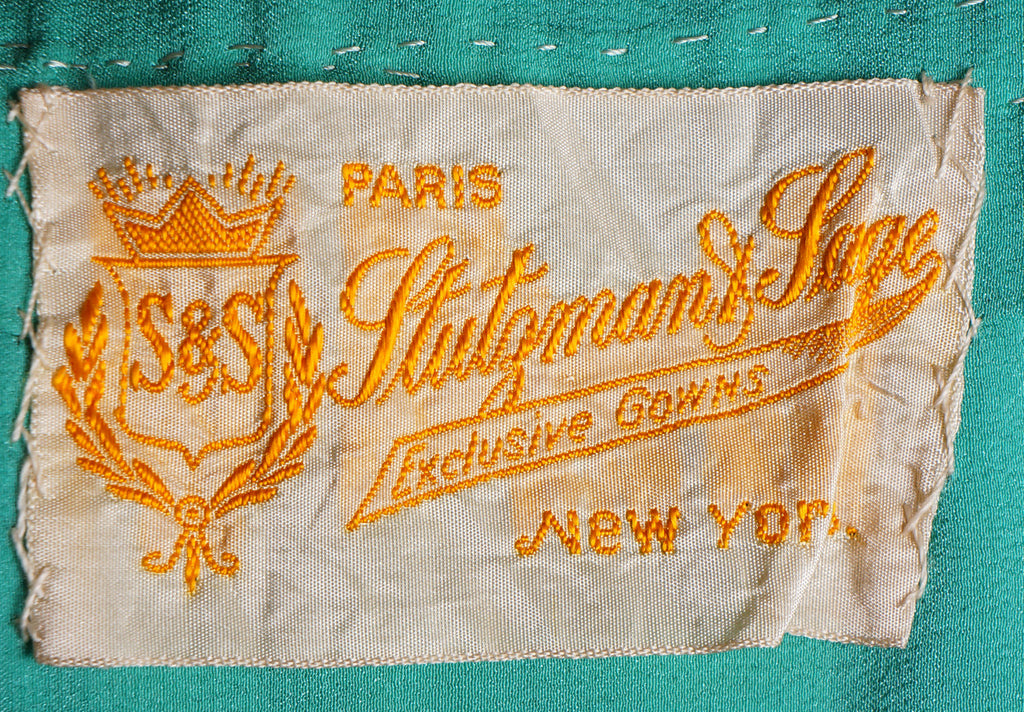 PARIS
S&S
Stutzman & Sons
Exclusive Gowns
New York